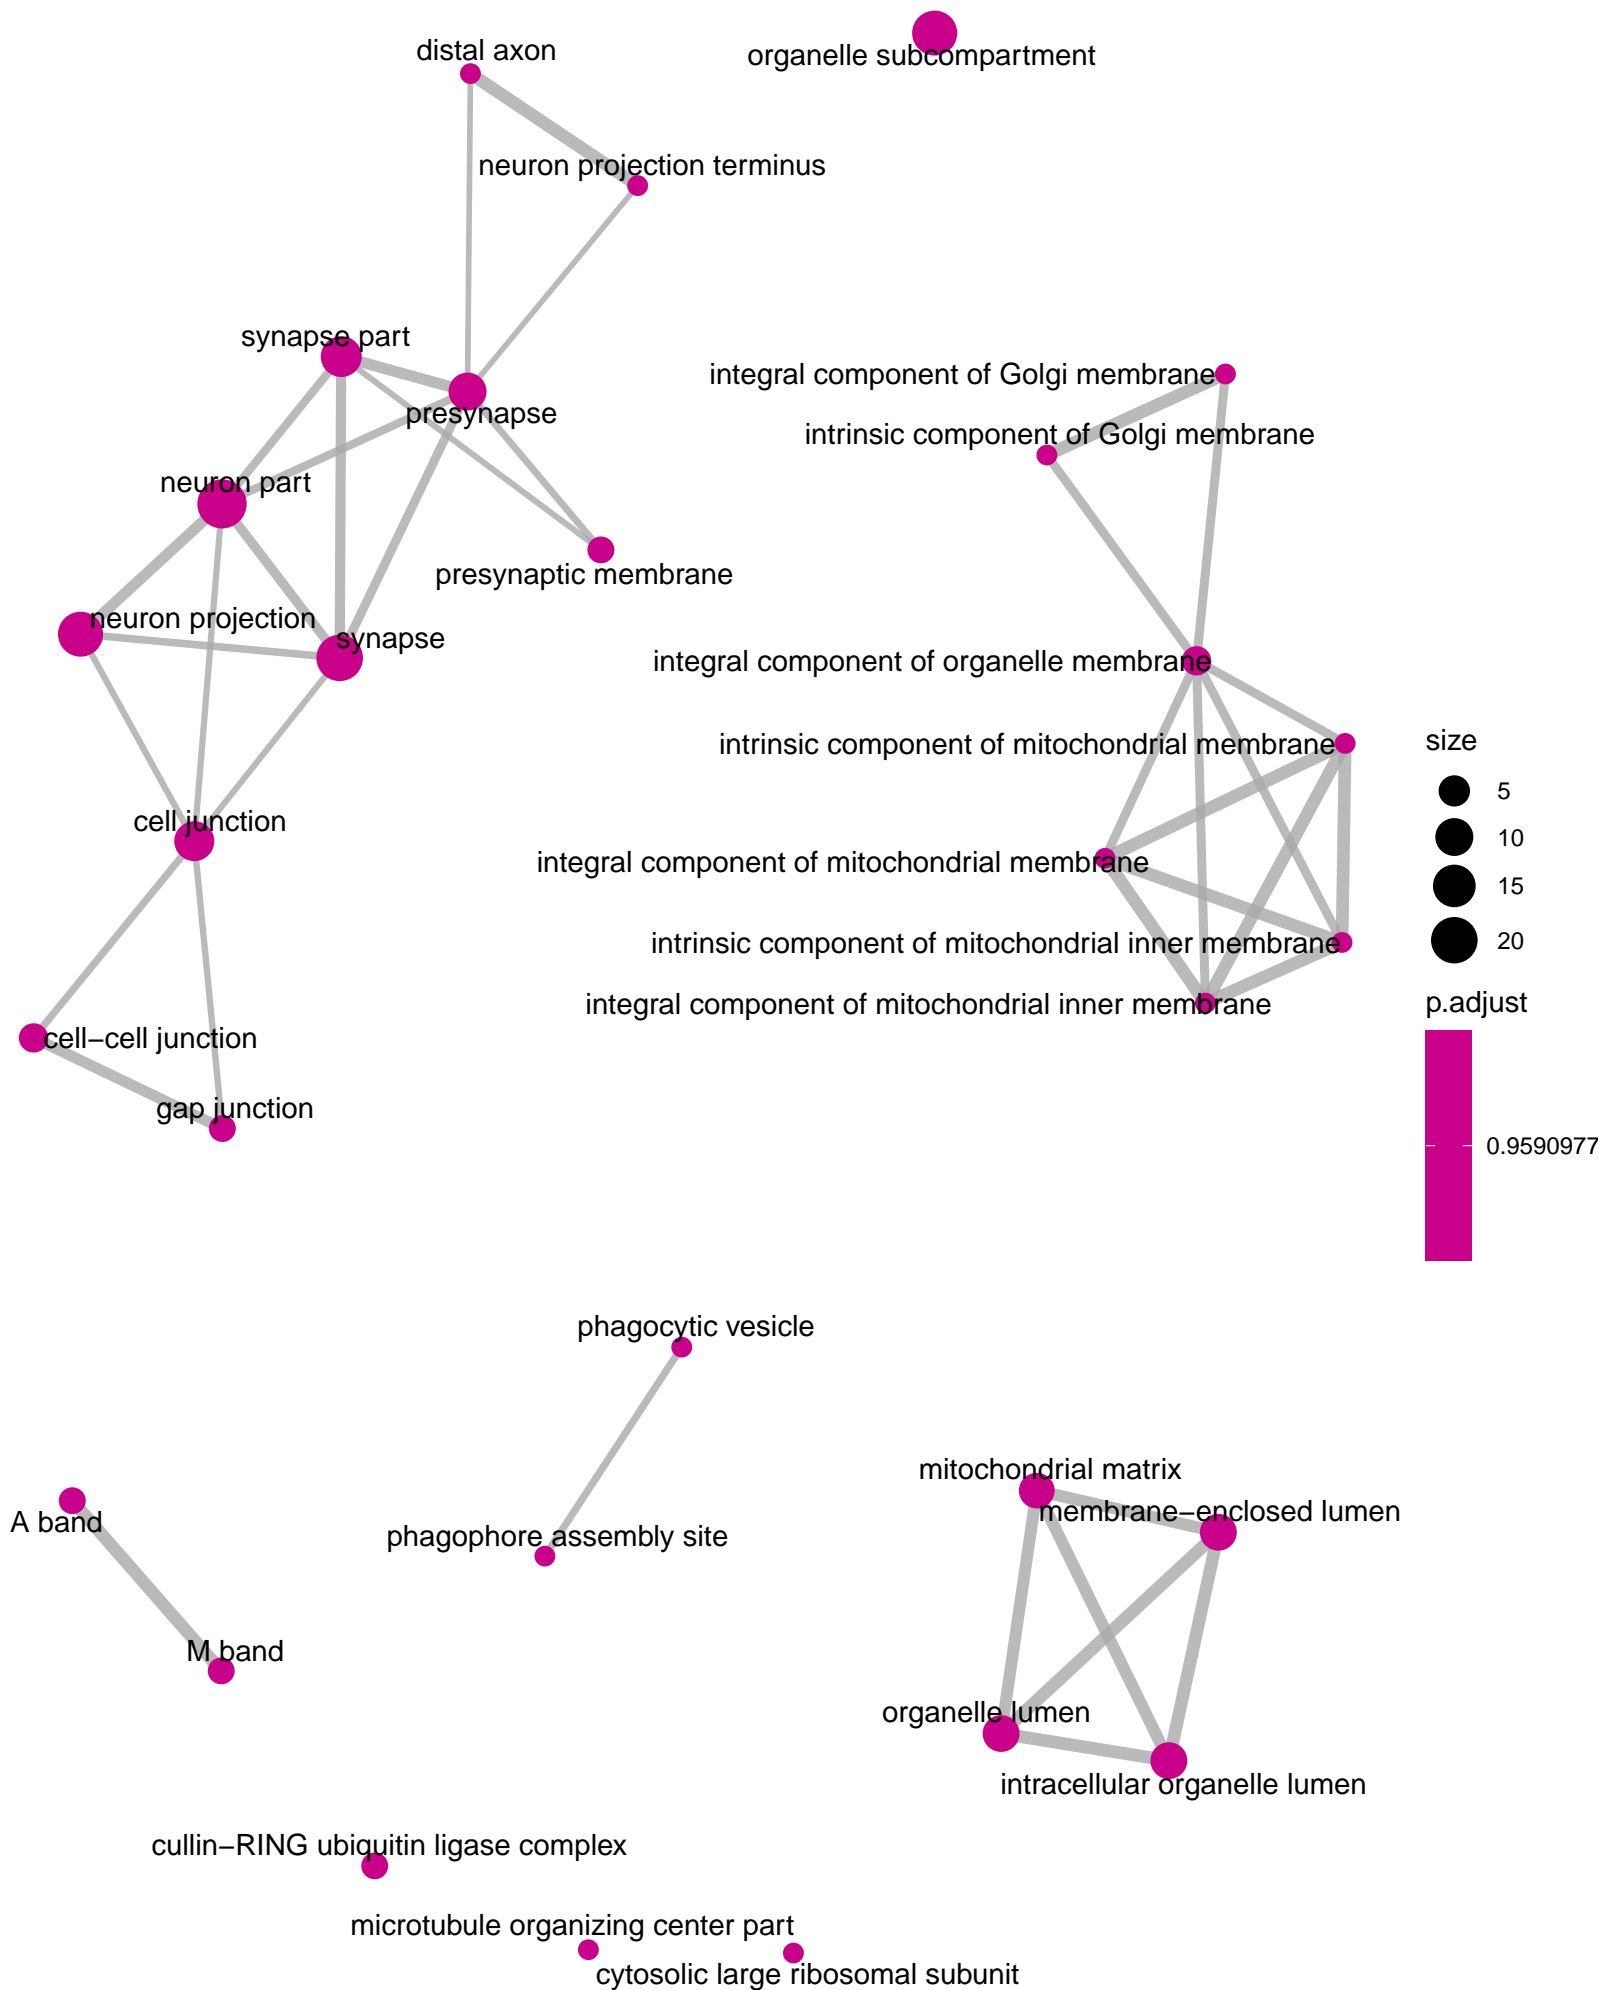 distal axon
organelle subcompartment
neuron projection terminus
synapse part
presynapse
integral component of Golgi membrane
intrinsic component of Golgi membrane
neuron part
presynaptic membrane
neuron projection
synapse
integral component of organelle membrane
intrinsic component of mitochondrial membrane
cell junction
integral component of mitochondrial membrane
intrinsic component of mitochondrial inner membrane
integral component of mitochondrial inner membrane
cell−cell junction
gap junction
size
5
10
15
20
p.adjust
0.9590977
phagocytic vesicle
mitochondrial matrix
membrane−enclosed lumen
A band
phagophore assembly site
M band
organelle lumen
intracellular organelle lumen
cullin−RING ubiquitin ligase complex
microtubule organizing center part
cytosolic large ribosomal subunit